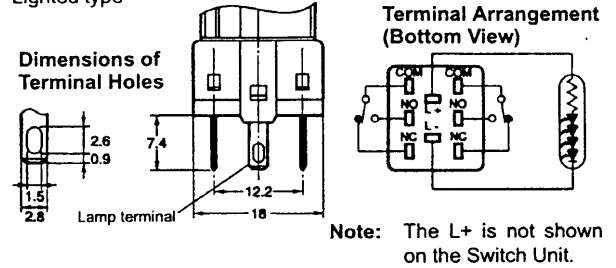 Lighted type
Dimensions of
Terminal Holes
2.6
0.9
1.5
2.8
7.4
12.2
18
Lamp terminal
Terminal Arrangement
(Bottom View)
COM COM
NO L+ NO
L-
NC NC
Note: The L+ is not shown
on the Switch Unit.